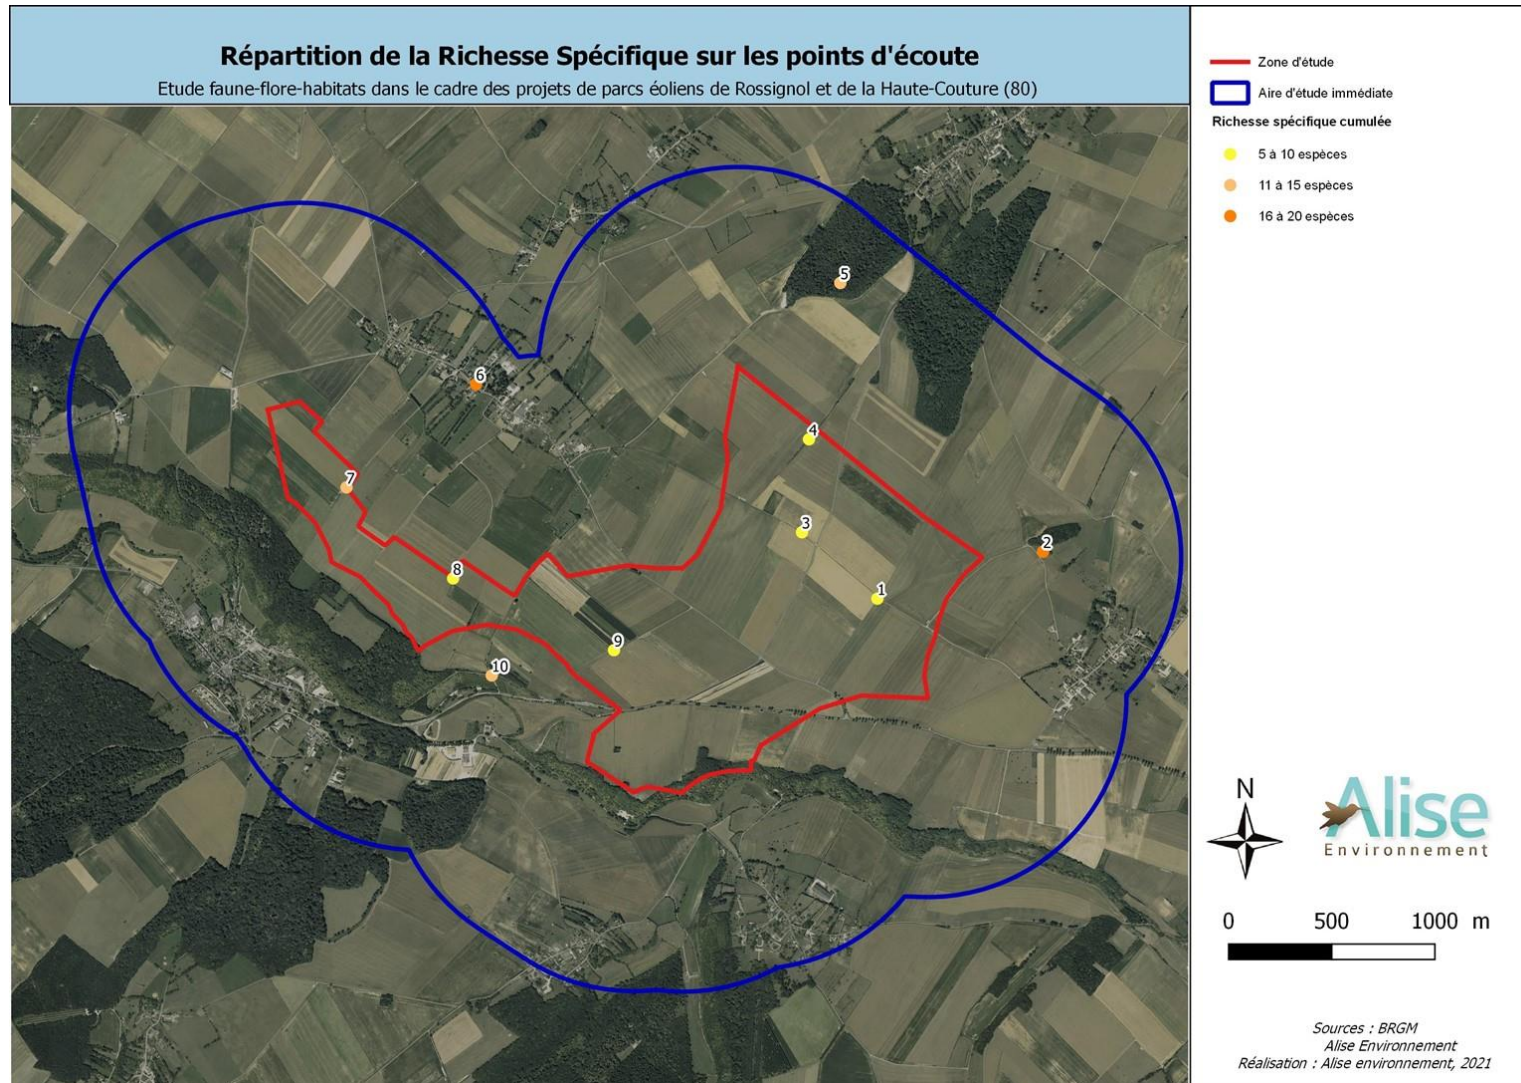 Répartition de la Richesse Spécifique sur les points d'écoute
Etude faune-flore-habitats dans le cadre des projets de parcs éoliens de Rossignol et de la Haute-Couture (80)
Zone d'étude
Aire d'étude immédiate
Richesse spécifique cumulée
5 à 10 espèces
11 à 15 espèces
16 à 20 espèces
5
6
4
7
3
2
8
1
9
10
N
Alise
Environnement
0 500 1000 m
Sources : BRGM
Alise Environnement
Réalisation : Alise environnement, 2021